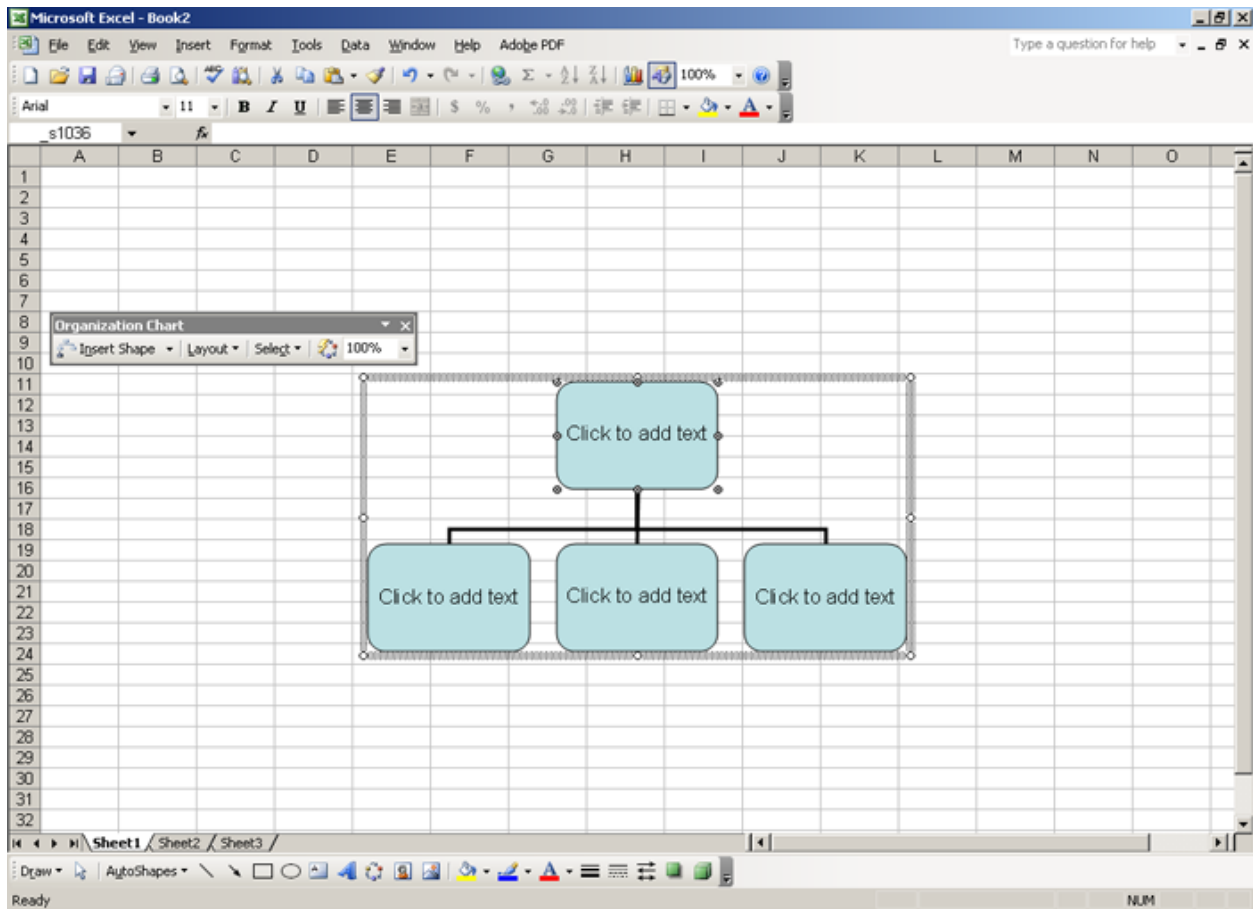 Microsoft Excel - Book2
File Edit View Insert Format Tools Data Window Help Adobe PDF Type a question for help
100%
Arial 11 B I U $ % ,
_s1036 fx
A B C D E F G H I J K L M N O
1
2
3
4
5
6
7
8
9
10
11
12
13
14
15
16
17
18
19
20
21
22
23
24
25
26
27
28
29
30
31
32
Organization Chart
Insert Shape Layout Select 100%
Click to add text
Click to add text Click to add text Click to add text
Sheet1 Sheet2 Sheet3
Draw AutoShapes
Ready NUM